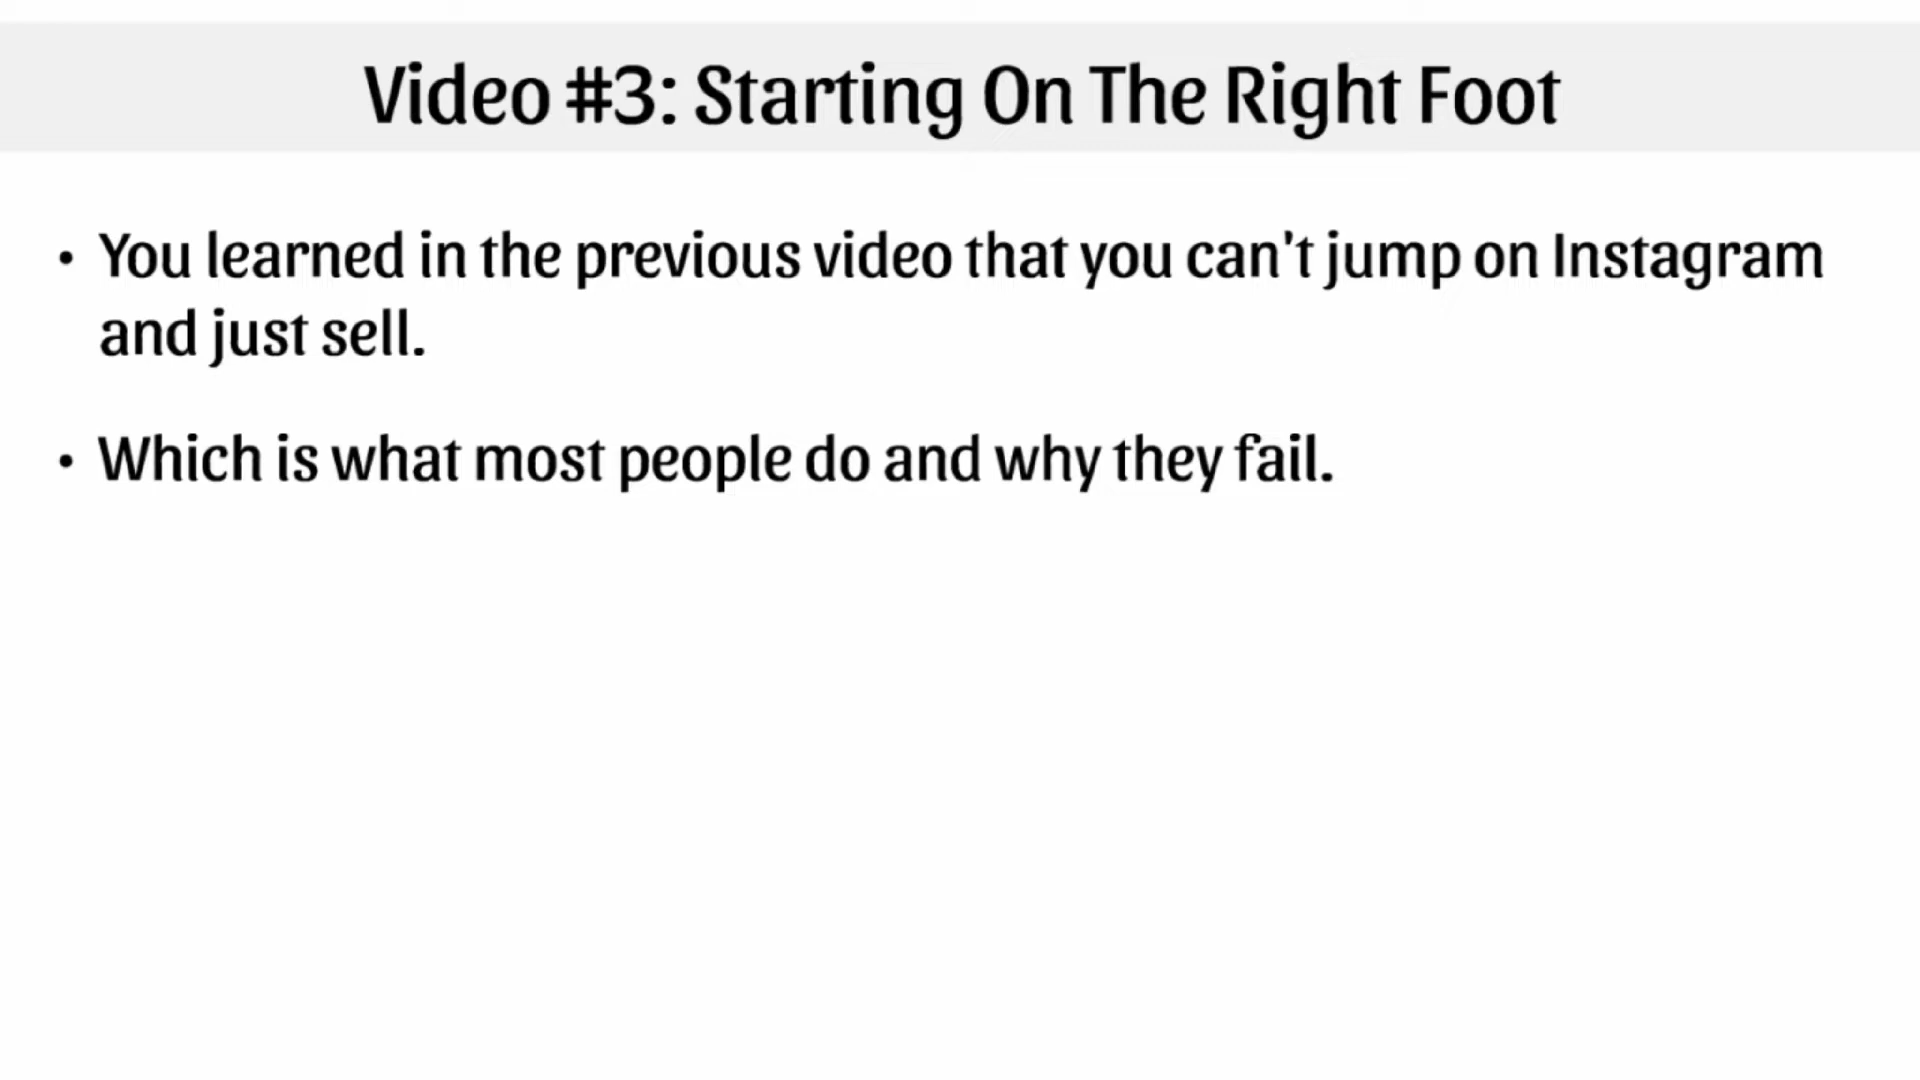 Video #3: Starting On The Right Foot
• You learned in the previous video that you can't jump on Instagram
and just sell.
• Which is what most people do and why they fail.